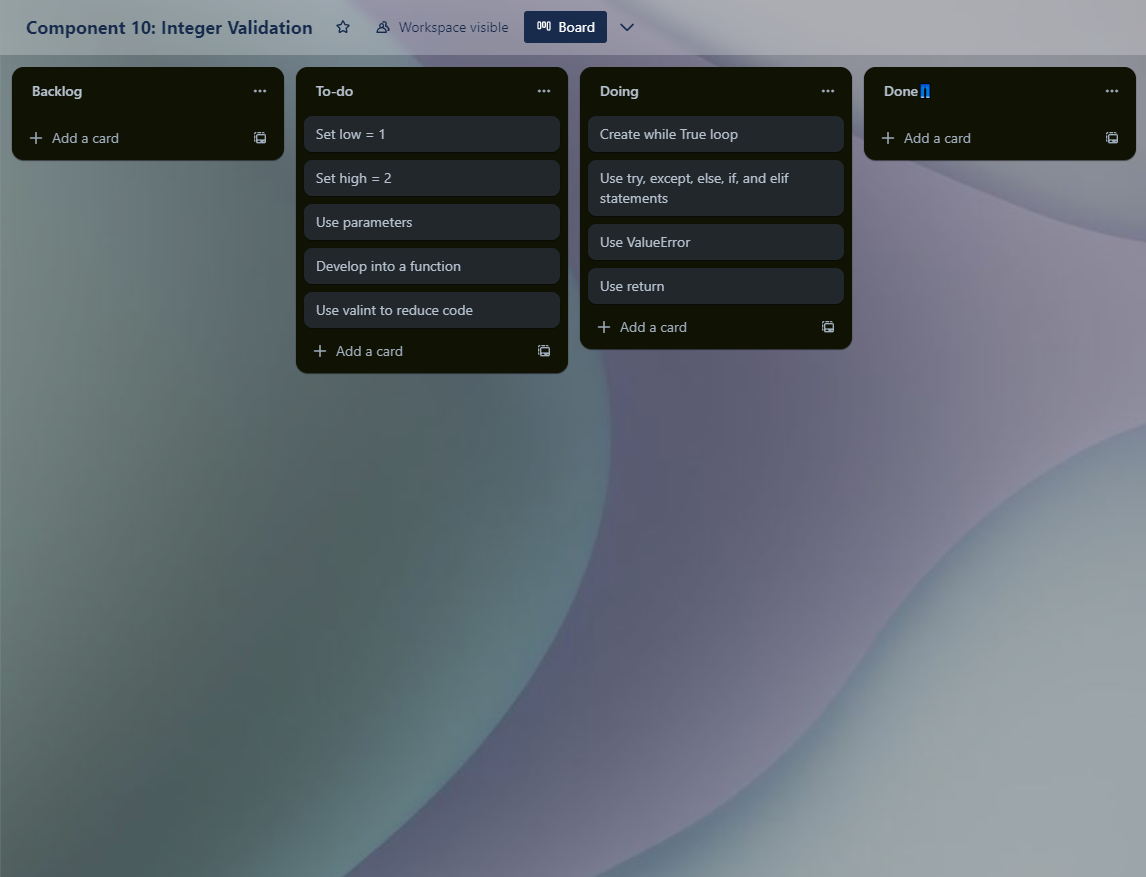 Component 10: Integer Validation
Workspace visible
Board
Backlog
Add a card
To-do
Set low = 1
Set high = 2
Use parameters
Develop into a function
Use valint to reduce code
Add a card
Doing
Create while True loop
Use try, except, else, if, and elif
statements
Use ValueError
Use return
Add a card
Done👖
Add a card